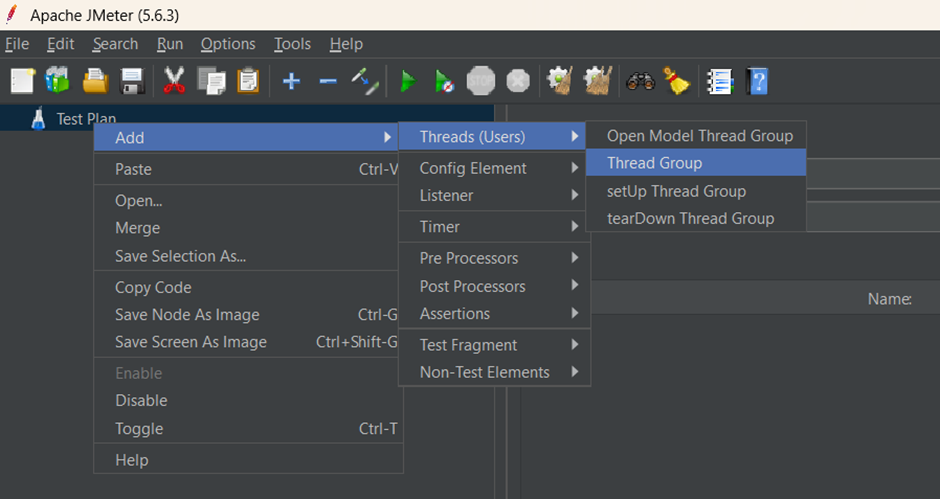 Apache JMeter (5.6.3)
File Edit Search Run Options Tools Help
STOP
?
Test Plan
Add
Paste Ctrl-V
Open...
Merge
Save Selection As...
Copy Code
Save Node As Image Ctrl-G
Save Screen As Image Ctrl+Shift-G
Enable
Disable
Toggle Ctrl-T
Help
Threads (Users)
Config Element
Listener
Timer
Pre Processors
Post Processors
Assertions
Test Fragment
Non-Test Elements
Open Model Thread Group
Thread Group
setUp Thread Group
tearDown Thread Group
Name: